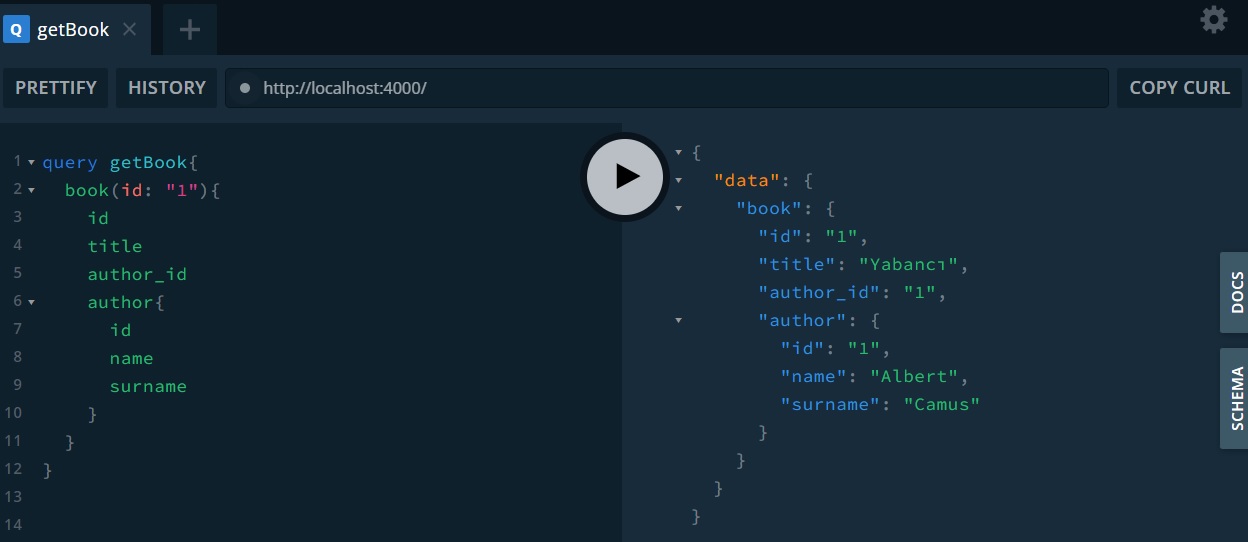 Q getBook
PRETTIFY HISTORY http://localhost:4000/ COPY CURL
1 query getBook{
2 book(id: "1"){
3 id
4 title
5 author_id
6 author{
7 id
8 name
9 surname
10 }
11 }
12 }
13
14
{
"data": {
"book": {
"id": "1",
"title": "Yabancı",
"author_id": "1",
"author": {
"id": "1",
"name": "Albert",
"surname": "Camus"
}
}
}
}
DOCS
SCHEMA